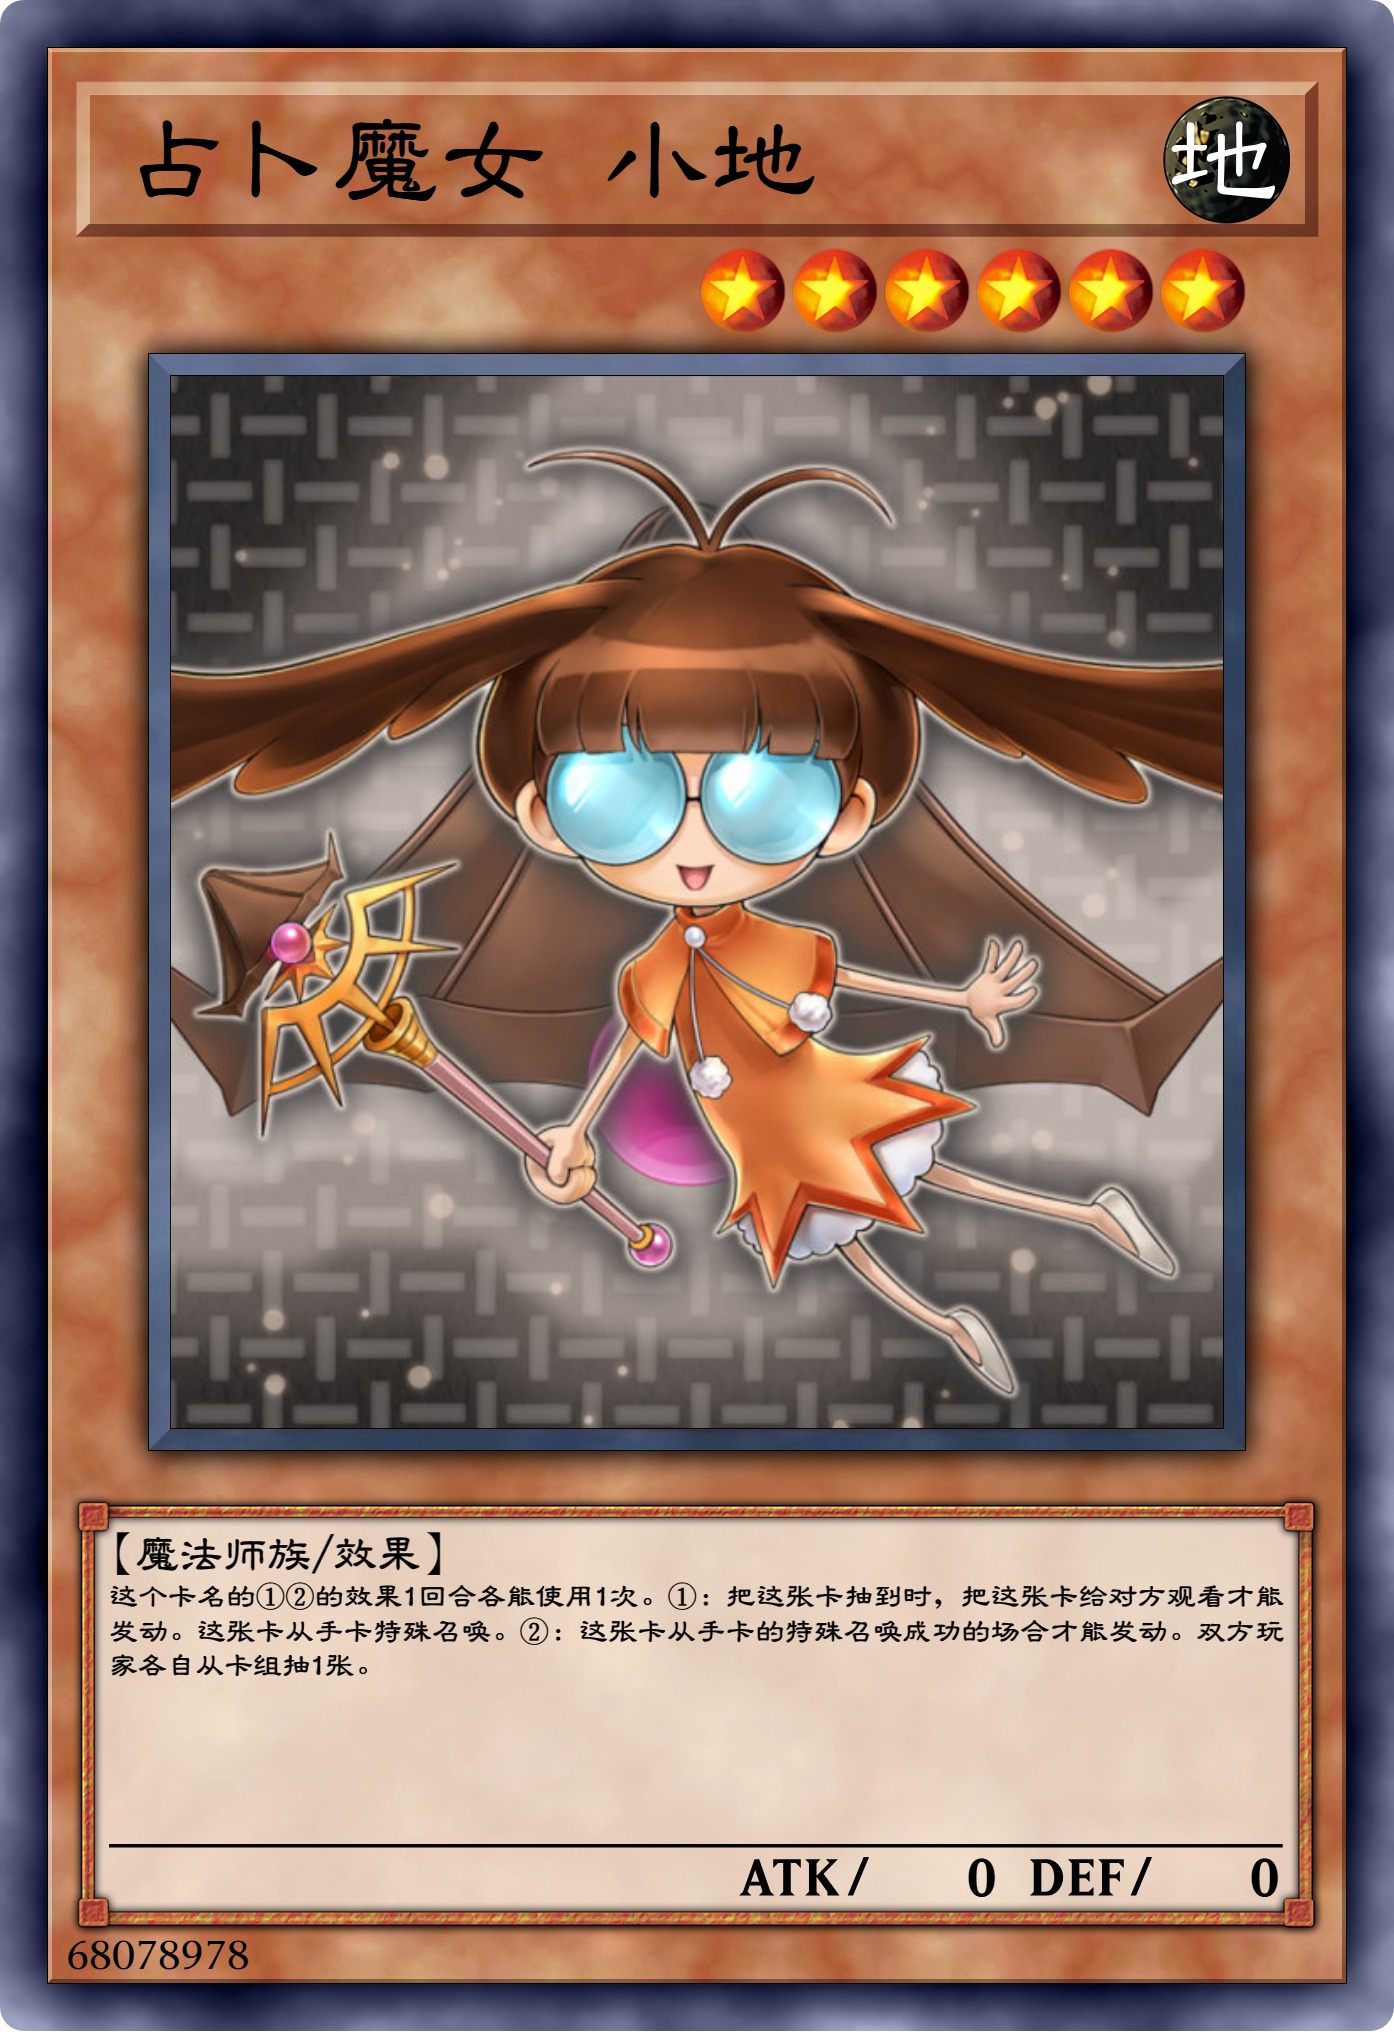 占卜魔女 小地
地
【魔法师族/效果】
这个卡名的①②的效果1回合各能使用1次。①：把这张卡抽到时，把这张卡给对方观看才能
发动。这张卡从手卡特殊召唤。②：这张卡从手卡的特殊召唤成功的场合才能发动。双方玩
家各自从卡组抽1张。
ATK/ 0 DEF/ 0
68078978